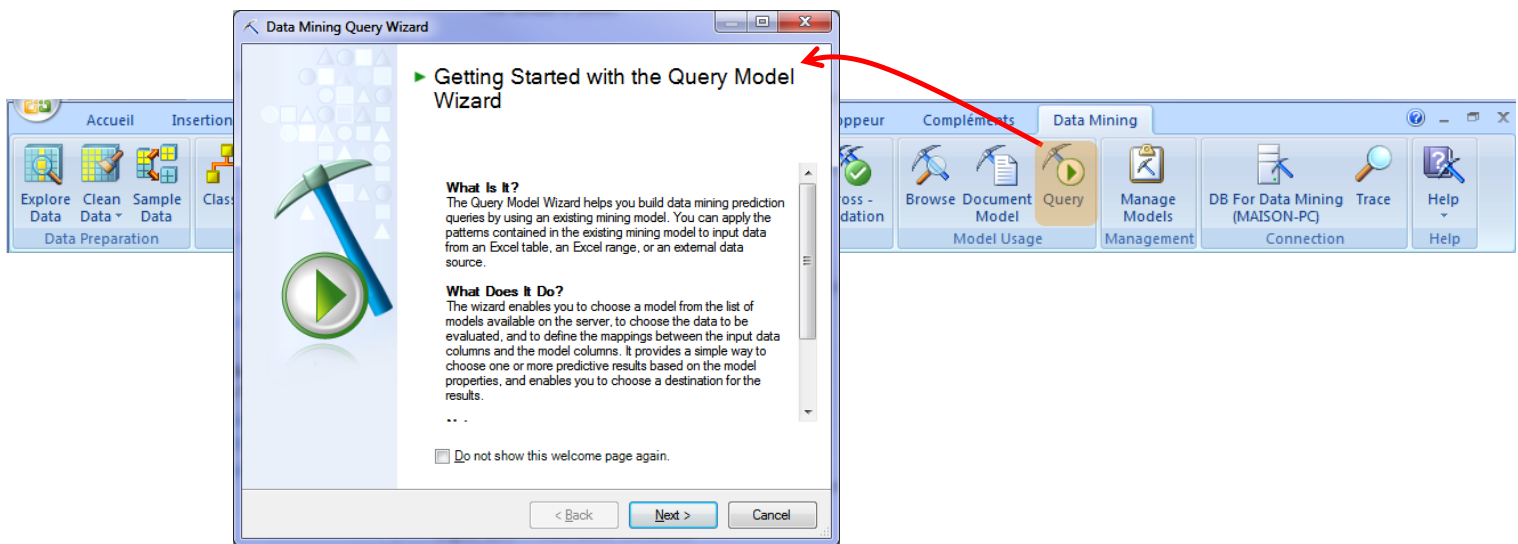 Data Mining Query Wizard
Getting Started with the Query Model
Wizard
What Is It?
The Query Model Wizard helps you build data mining prediction
queries by using an existing mining model. You can apply the
patterns contained in the existing mining model to input data
from an Excel table, an Excel range, or an external data
source.
What Does It Do?
The wizard enables you to choose a model from the list of
models available on the server, to choose the data to be
evaluated, and to define the mappings between the input data
columns and the model columns. It provides a simple way to
choose one or more predictive results based on the model
properties, and enables you to choose a destination for the
results.
Do not show this welcome page again.
< Back Next > Cancel
Accueil Insertion
Compléments Data Mining
Explore Clean Sample
Data Data Data
Data Preparation
Browse Document Query
Model
Model Usage
Manage
Models
Management
DB For Data Mining Trace
(MAISON-PC)
Connection
Help
Help